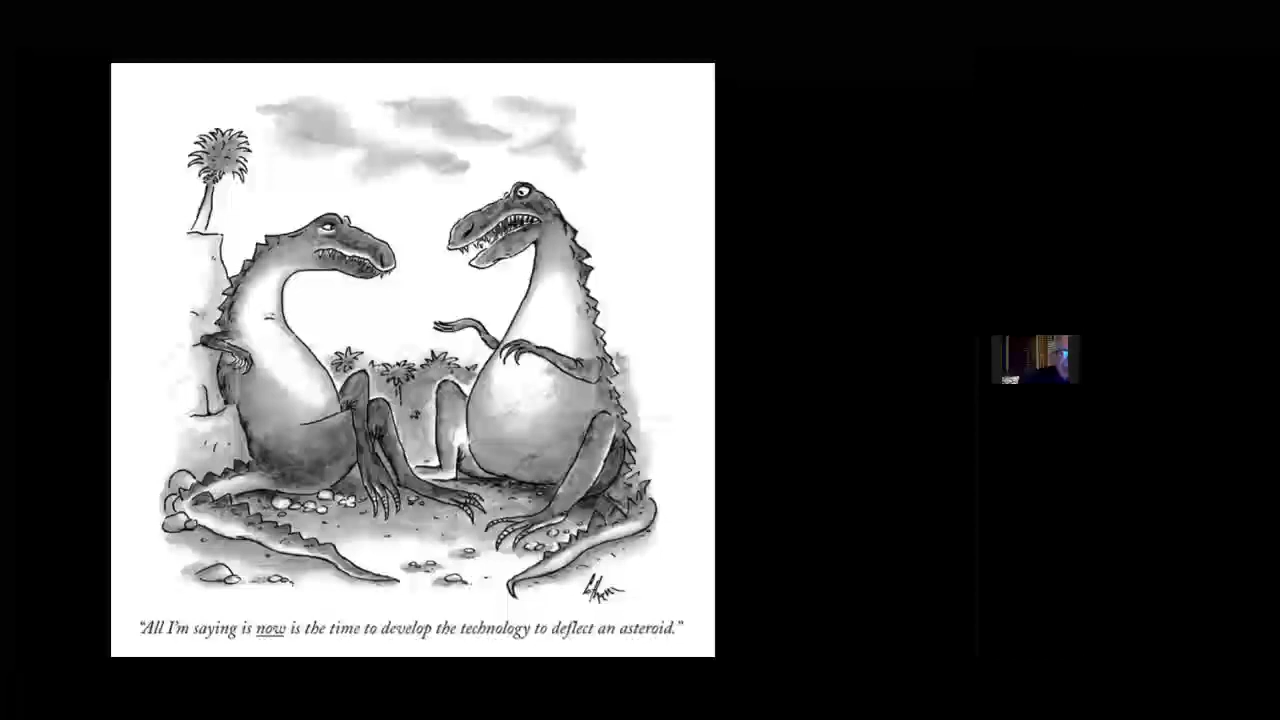 “All I'm saying is now is the time to develop the technology to deflect an asteroid.”